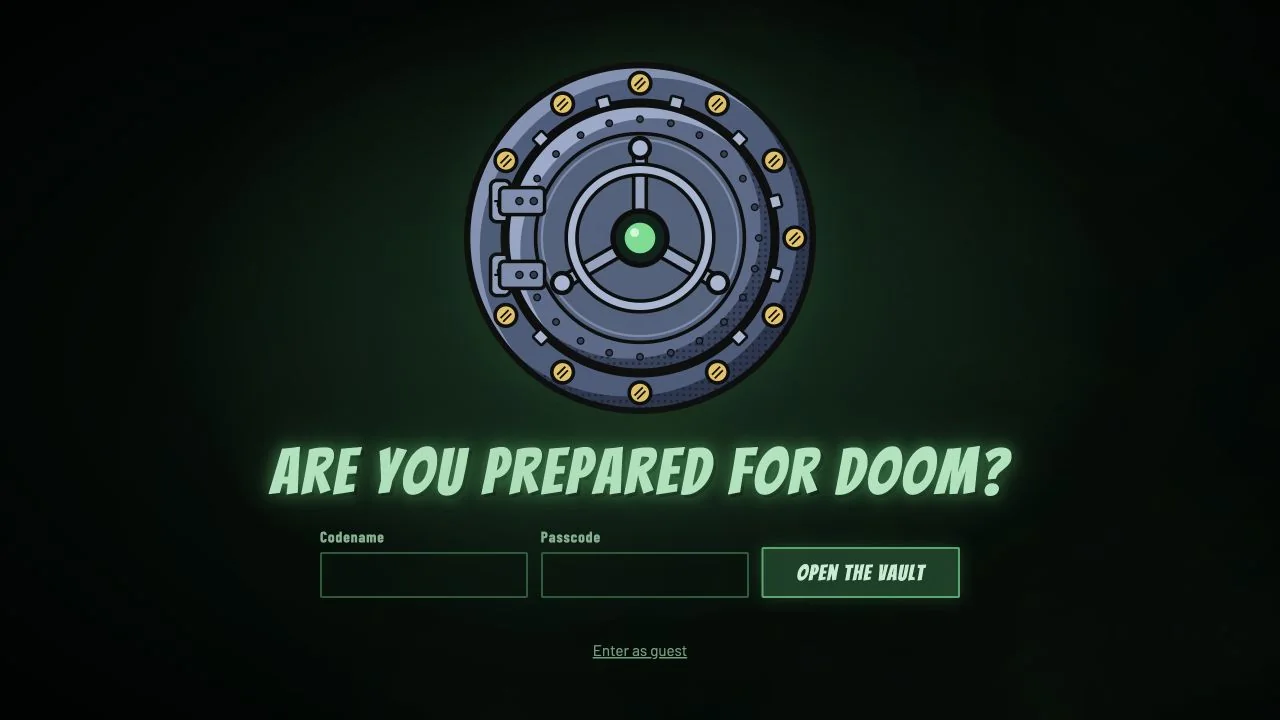 ARE YOU PREPARED FOR DOOM?
Codename
Passcode
OPEN THE VAULT
Enter as guest